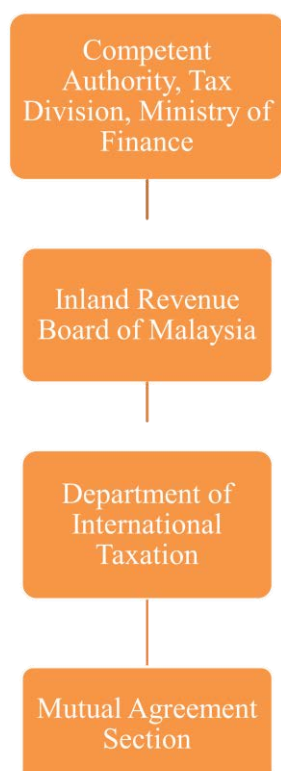 Competent
Authority, Tax
Division, Ministry of
Finance
Inland Revenue
Board of Malaysia
Department of
International
Taxation
Mutual Agreement
Section